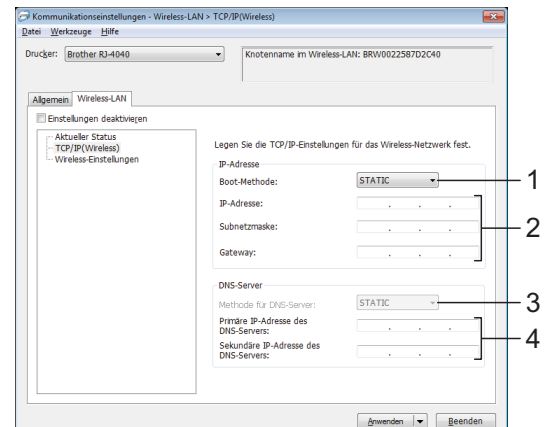 Kommunikationseinstellungen - Wireless-LAN > TCP/IP(Wireless)
Datei Werkzeuge Hilfe
Drucker: Brother RJ-4040
Knotenname im Wireless-LAN: BRW0022587D2C40
Allgemein Wireless-LAN
Einstellungen deaktivieren
Aktueller Status
TCP/IP(Wireless)
Wireless-Einstellungen
Legen Sie die TCP/IP-Einstellungen für das Wireless-Netzwerk fest.
IP-Adresse
Boot-Methode: STATIC 1
IP-Adresse: . . .
Subnetzmaske: . . . 2
Gateway: . . .
DNS-Server
Methode für DNS-Server: STATIC 3
Primäre IP-Adresse des
DNS-Servers: . . .
4
Sekundäre IP-Adresse des
DNS-Servers: . . .
Anwenden Beenden